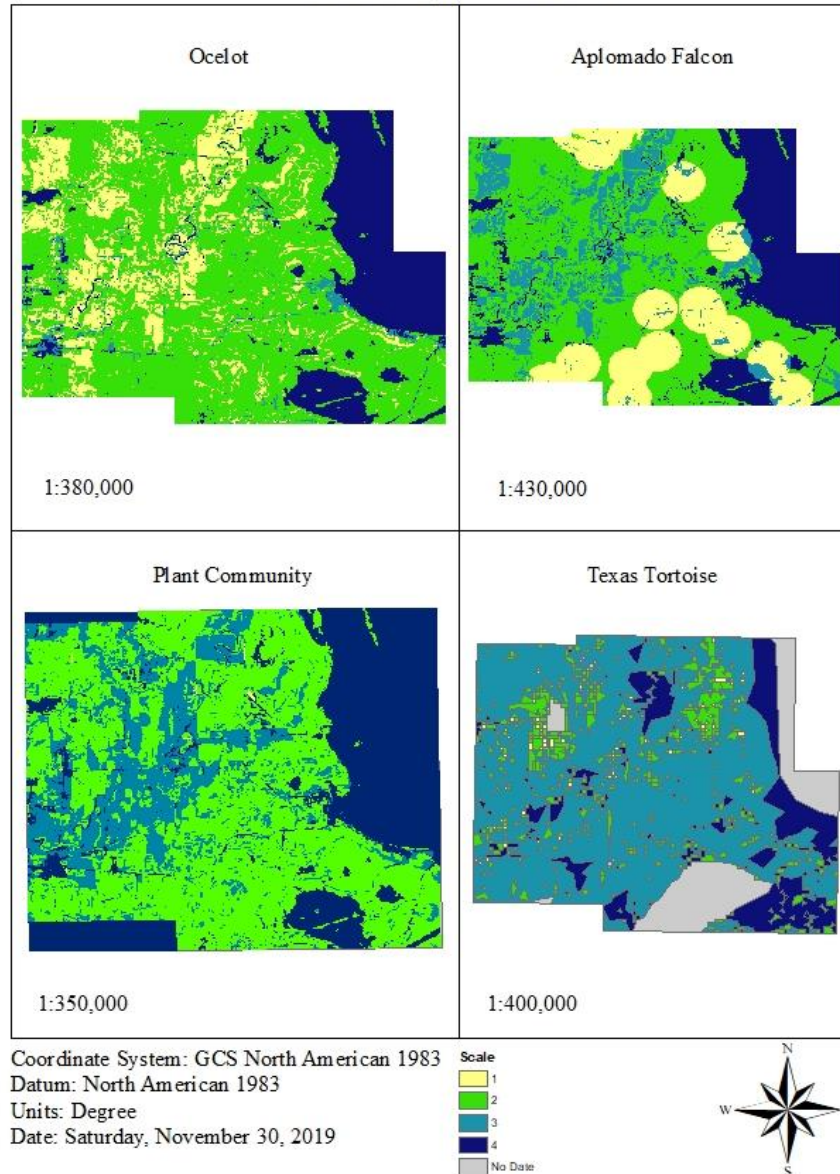 Ocelot
Aplomado Falcon
1:380,000
1:430,000
Plant Community
Texas Tortoise
1:350,000
1:400,000
Coordinate System: GCS North American 1983
Datum: North American 1983
Units: Degree
Date: Saturday, November 30, 2019
Scale
1
2
3
4
No Date
N
W
S